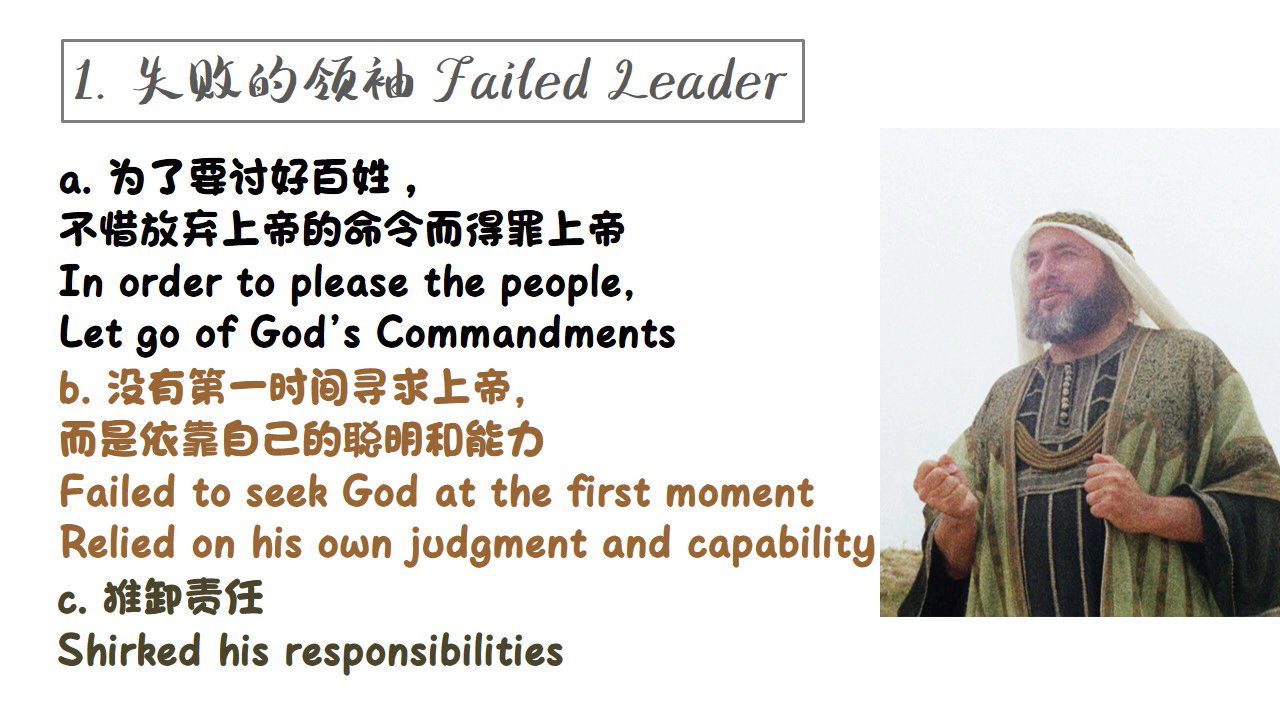 1. 失败的领袖 Failed Leader
a. 为了要讨好百姓，
不惜放弃上帝的命令而得罪上帝
In order to please the people,
Let go of God’s Commandments
b. 没有第一时间寻求上帝,
而是依靠自己的聪明和能力
Failed to seek God at the first moment
Relied on his own judgment and capability
c. 推卸责任
Shirked his responsibilities